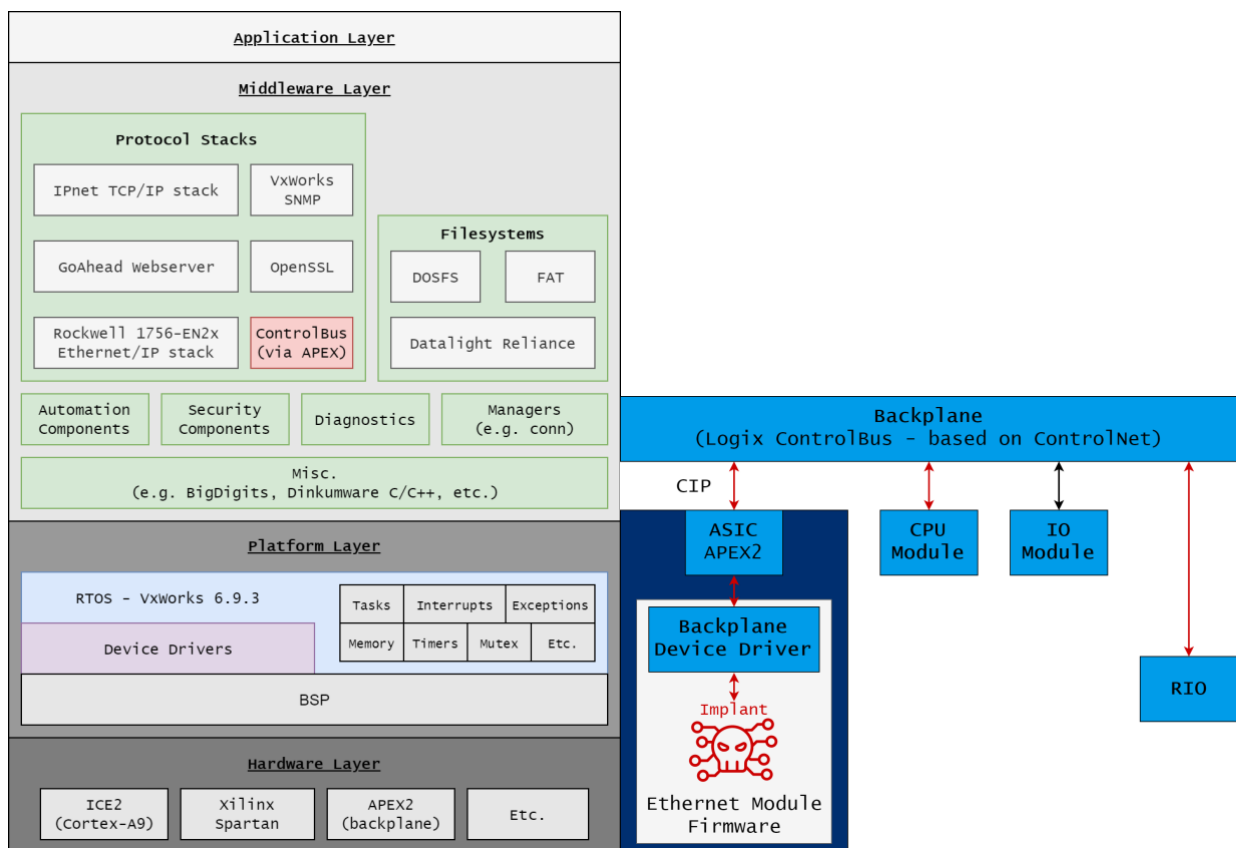 Application Layer
Middleware Layer
Protocol Stacks
IPnet TCP/IP stack
VxWorks
SNMP
GoAhead Webserver
OpenSSL
Rockwell 1756-EN2x
Ethernet/IP stack
ControlBus
(via APEX)
Filesystems
DOSFS
FAT
Datalight Reliance
Automation
Components
Security
Components
Diagnostics
Managers
(e.g. conn)
Misc.
(e.g. BigDigits, Dinkumware C/C++, etc.)
Platform Layer
RTOS – VxWorks 6.9.3
Tasks
Interrupts
Exceptions
Memory
Timers
Mutex
Etc.
Device Drivers
BSP
Hardware Layer
ICE2
(Cortex-A9)
Xilinx
Spartan
APEX2
(backplane)
Etc.
Backplane
(Logix ControlBus – based on ControlNet)
CIP
ASIC
APEX2
CPU
Module
IO
Module
RIO
Backplane
Device Driver
Implant
Ethernet Module
Firmware